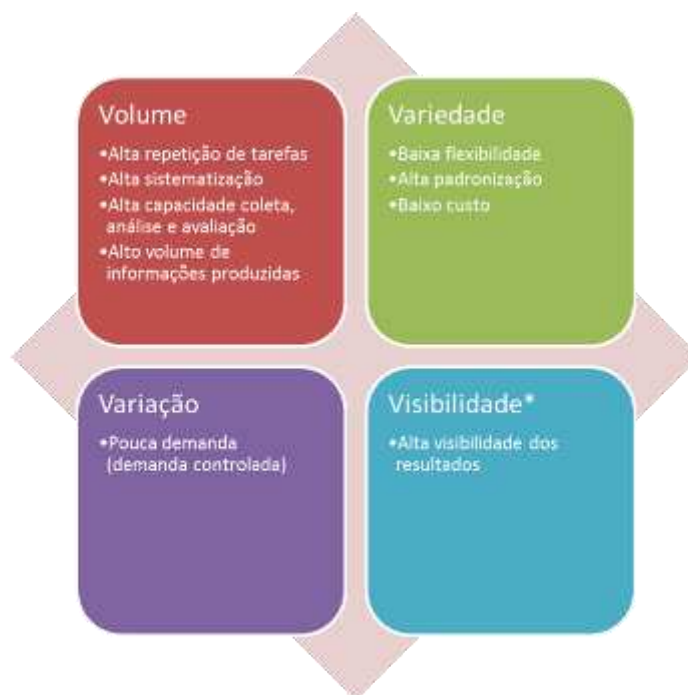 Volume
•Alta repetição de tarefas
•Alta sistematização
•Alta capacidade coleta,
análise e avaliação
•Alto volume de
informações produzidas
Variedade
•Baixa flexibilidade
•Alta padronização
•Baixo custo
Variação
•Pouca demanda
(demanda controlada)
Visibilidade*
•Alta visibilidade dos
resultados